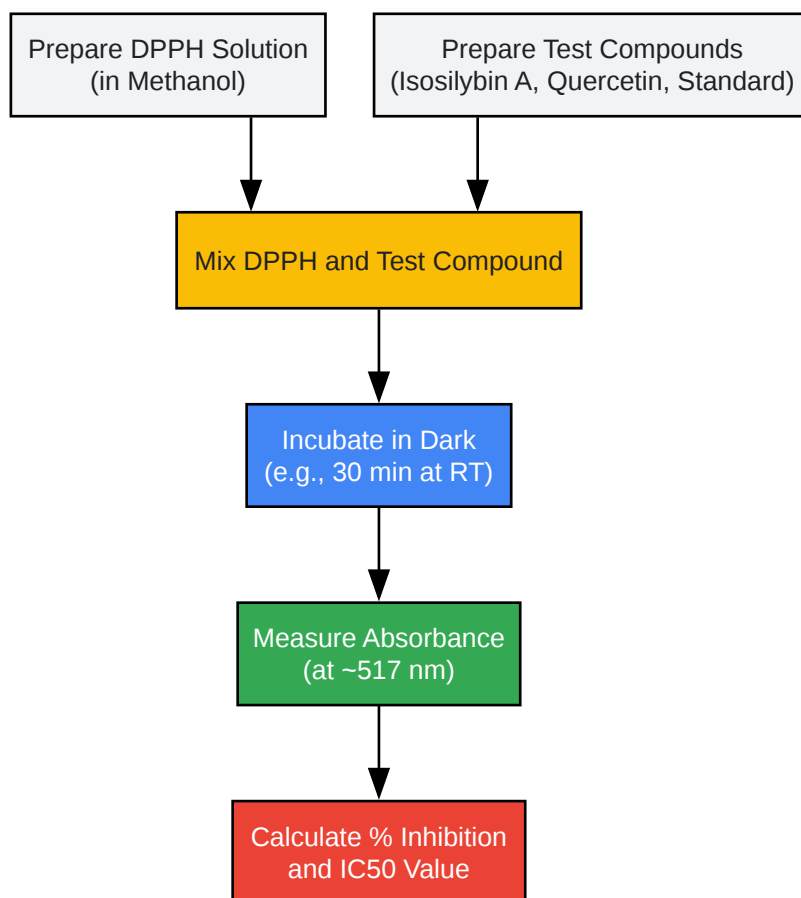 Prepare DPPH Solution
(in Methanol)
Prepare Test Compounds
(Isosilybin A, Quercetin, Standard)
Mix DPPH and Test Compound
Incubate in Dark
(e.g., 30 min at RT)
Measure Absorbance
(at ~517 nm)
Calculate % Inhibition
and IC50 Value